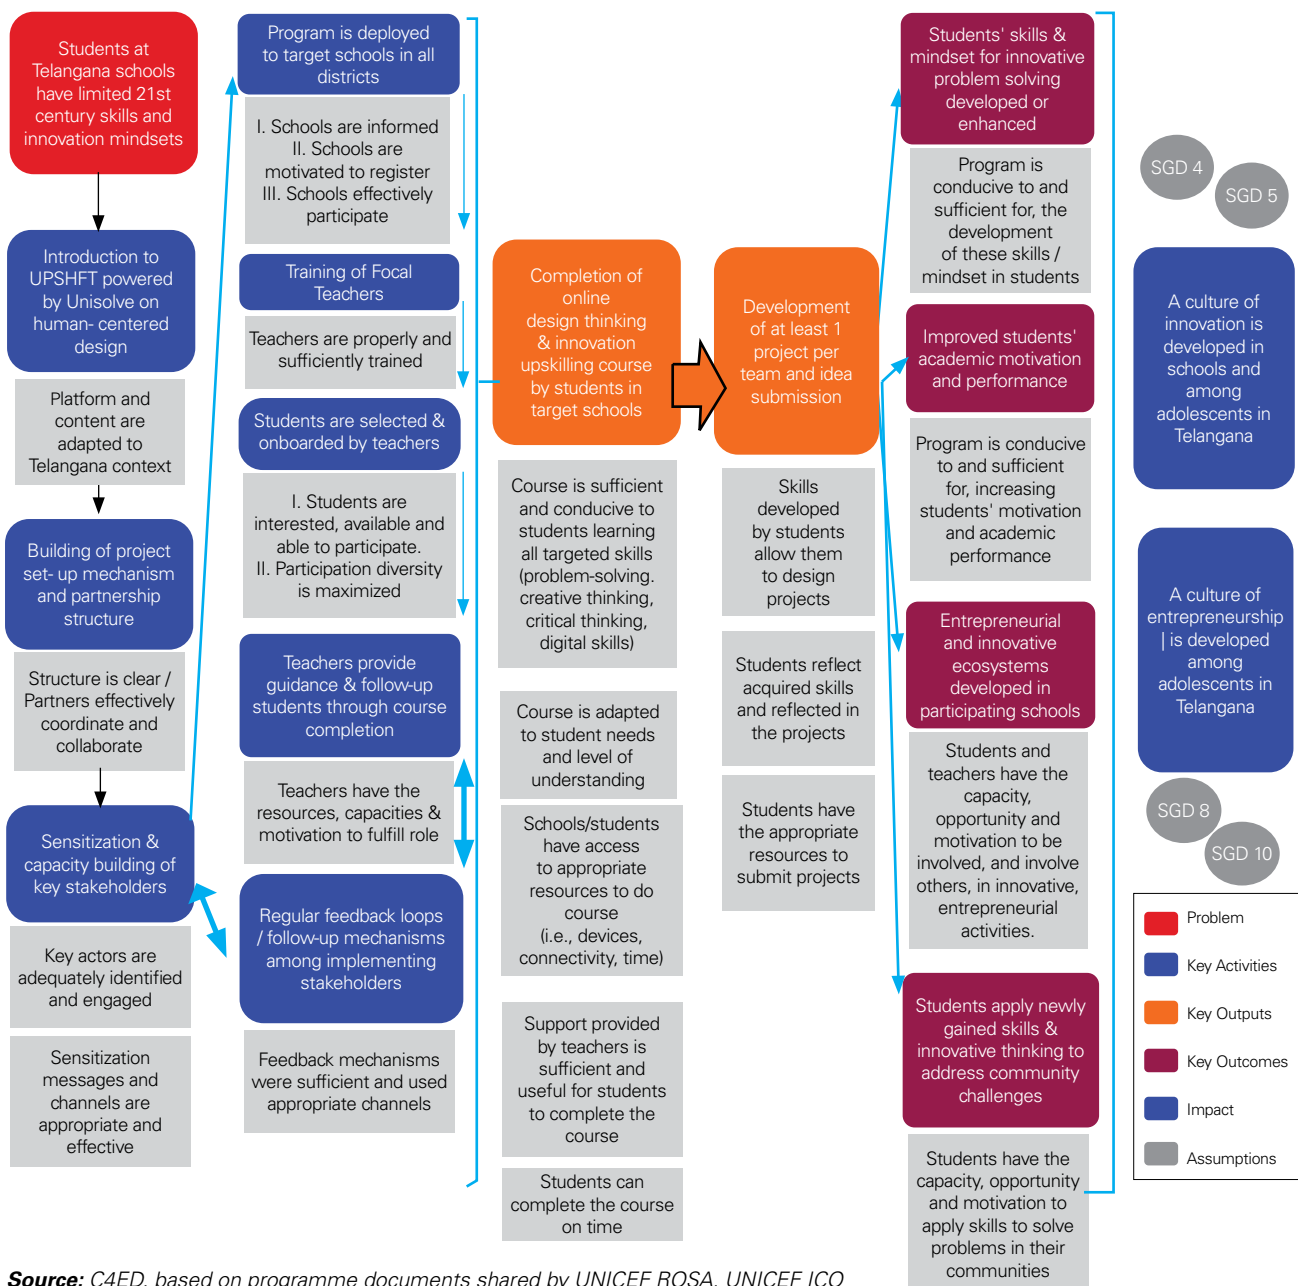 Students at
Telangana schools
have limited 21st
century skills and
innovation mindsets
Introduction to
UPSHFT powered
by Unisolve on
human- centered
design
Platform and
content are
adapted to
Telangana context
Building of project
set- up mechanism
and partnership
structure
Structure is clear /
Partners effectively
coordinate and
collaborate
Sensitization &
capacity building of
key stakeholders
Key actors are
adequately identified
and engaged
Sensitization
messages and
channels are
appropriate and
effective
Program is deployed
to target schools in all
districts
I. Schools are informed
II. Schools are
motivated to register
III. Schools effectively
participate
Training of Focal
Teachers
Teachers are properly and
sufficiently trained
Students are selected &
onboarded by teachers
I. Students are
interested, available and
able to participate.
II. Participation diversity
is maximized
Teachers provide
guidance & follow-up
students through course
completion
Teachers have the
resources, capacities &
motivation to fulfill role
Regular feedback loops
/ follow-up mechanisms
among implementing
stakeholders
Feedback mechanisms
were sufficient and used
appropriate channels
Completion of
online
design thinking
& innovation
upskilling course
by students in
target schools
Course is sufficient
and conducive to
students learning
all targeted skills
(problem-solving.
creative thinking,
critical thinking,
digital skills)
Course is adapted
to student needs
and level of
understanding
Schools/students
have access
to appropriate
resources to do
course
(i.e., devices,
connectivity, time)
Support provided
by teachers is
sufficient and
useful for students
to complete the
course
Students can
complete the course
on time
Development
of at least 1
project per
team and idea
submission
Skills
developed
by students
allow them
to design
projects
Students reflect
acquired skills
and reflected in
the projects
Students have
the appropriate
resources to
submit projects
Students' skills &
mindset for innovative
problem solving
developed or
enhanced
Program is
conducive to and
sufficient for, the
development
of these skills /
mindset in students
Improved students'
academic motivation
and performance
Program is conducive
to and sufficient
for, increasing
students' motivation
and academic
performance
Entrepreneurial
and innovative
ecosystems
developed in
participating schools
Students and
teachers have the
capacity,
opportunity and
motivation to be
involved, and involve
others, in innovative,
entrepreneurial
activities.
Students apply newly
gained skills &
innovative thinking to
address community
challenges
Students have the
capacity, opportunity
and motivation to
apply skills to solve
problems in their
communities
SGD 4
SGD 5
A culture of
innovation is
developed in
schools and
among
adolescents in
Telangana
A culture of
entrepreneurship
| is developed
among
adolescents in
Telangana
SGD 8
SGD 10
Problem
Key Activities
Key Outputs
Key Outcomes
Impact
Assumptions
Source: C4ED, based on programme documents shared by UNICEF ROSA, UNICEF ICO